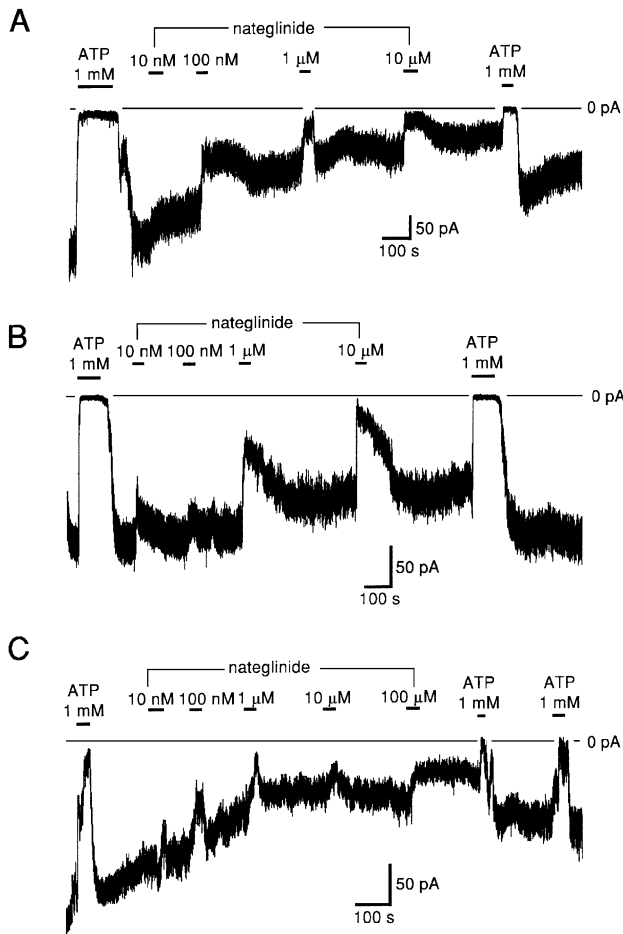 A
nateglinide
ATP
1 mM
10 nM 100 nM 1 μM 10 μM
ATP
1 mM
0 pA
50 pA
100 s
B
nateglinide
ATP
1 mM
10 nM 100 nM 1 μM 10 μM
ATP
1 mM
0 pA
50 pA
100 s
C
nateglinide
ATP
1 mM
10 nM 100 nM 1 μM 10 μM 100 μM
ATP
1 mM
ATP
1 mM
0 pA
50 pA
100 s